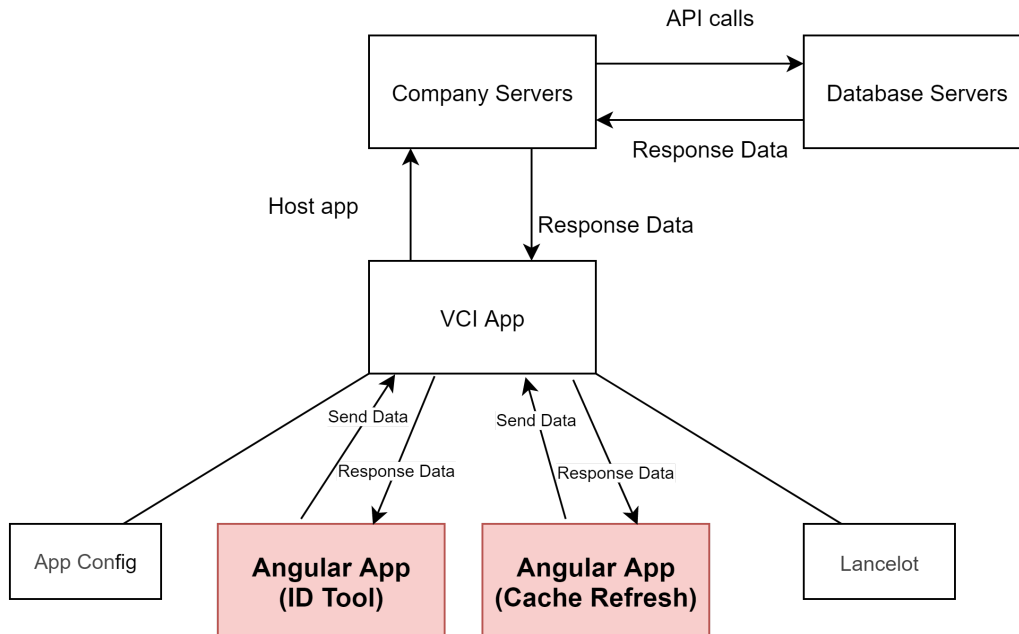 API calls
Company Servers
Database Servers
Response Data
Host app
Response Data
VCI App
Send Data
Send Data
Response Data
Response Data
App Config
Angular App
(ID Tool)
Angular App
(Cache Refresh)
Lancelot